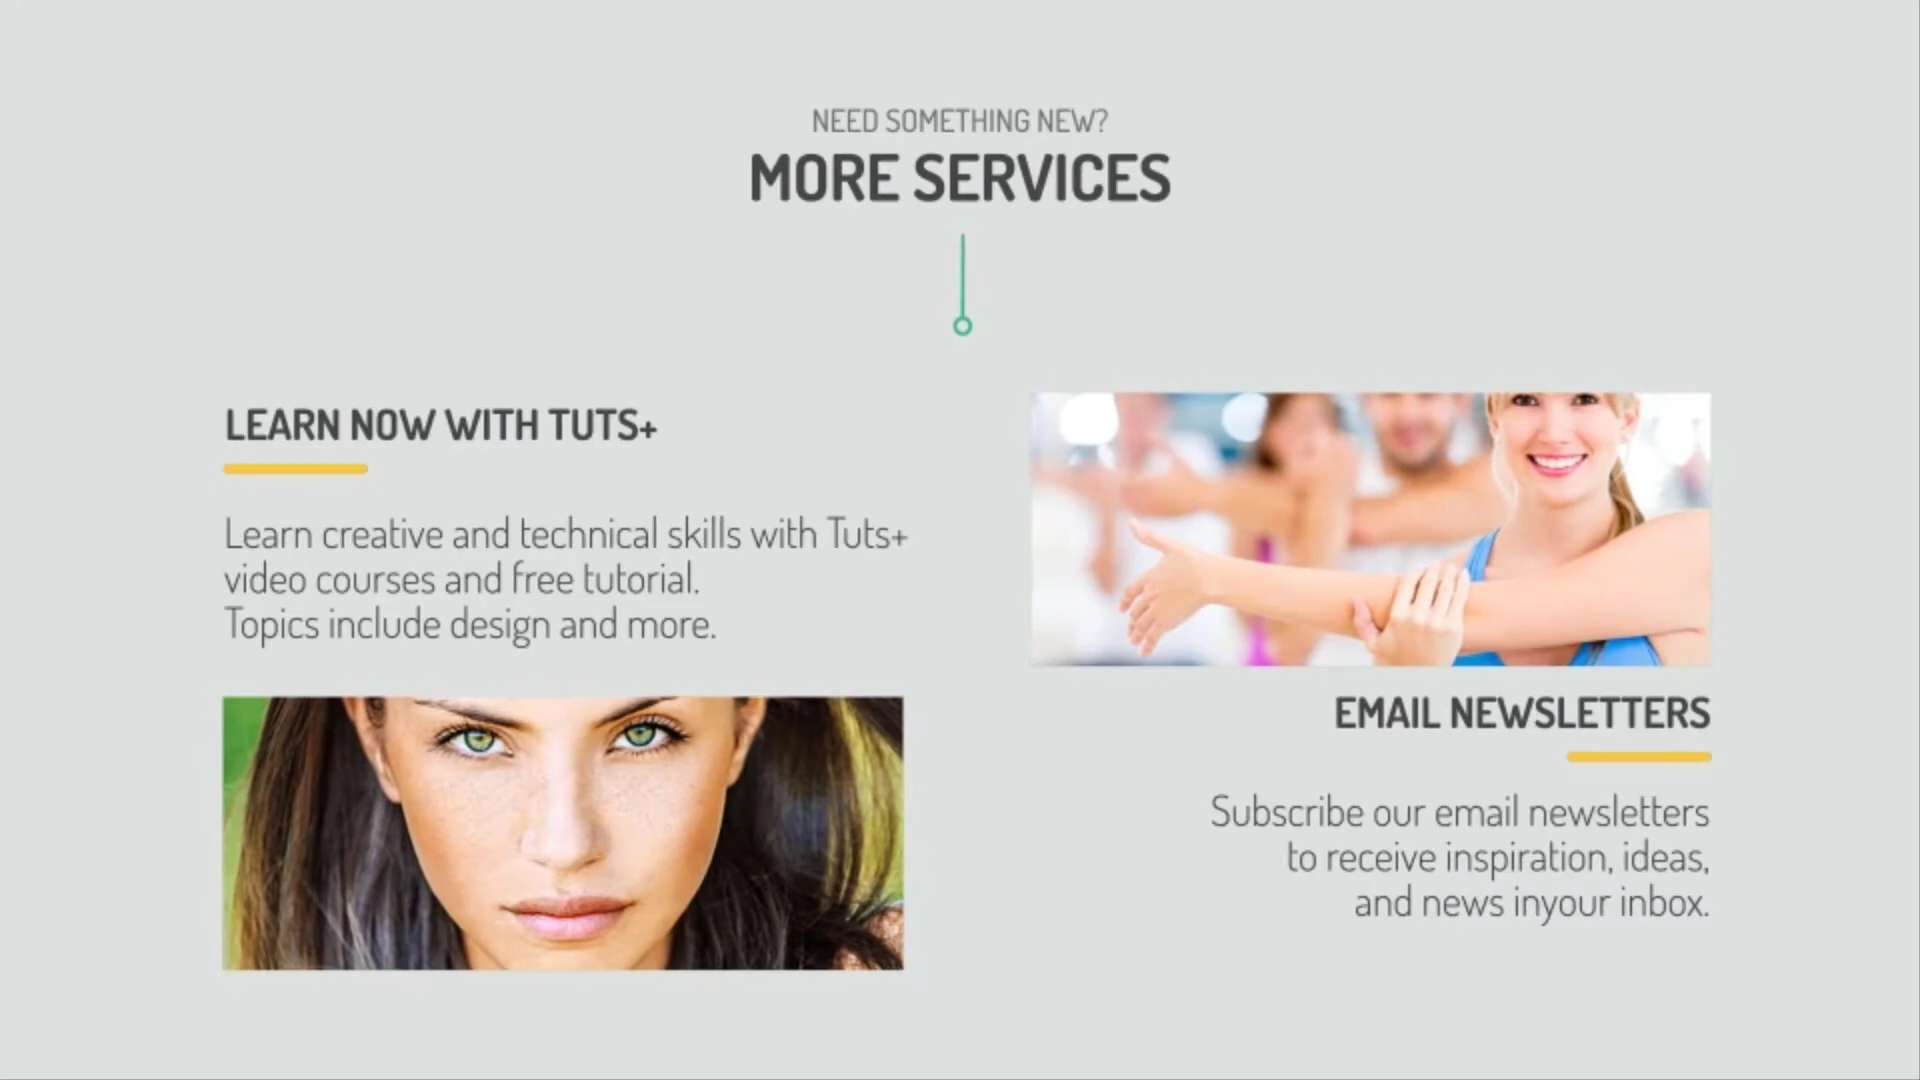 NEED SOMETHING NEW?
MORE SERVICES
LEARN NOW WITH TUTS+
Learn creative and technical skills with Tuts+
video courses and free tutorial.
Topics include design and more.
EMAIL NEWSLETTERS
Subscribe our email newsletters
to receive inspiration, ideas,
and news inyour inbox.